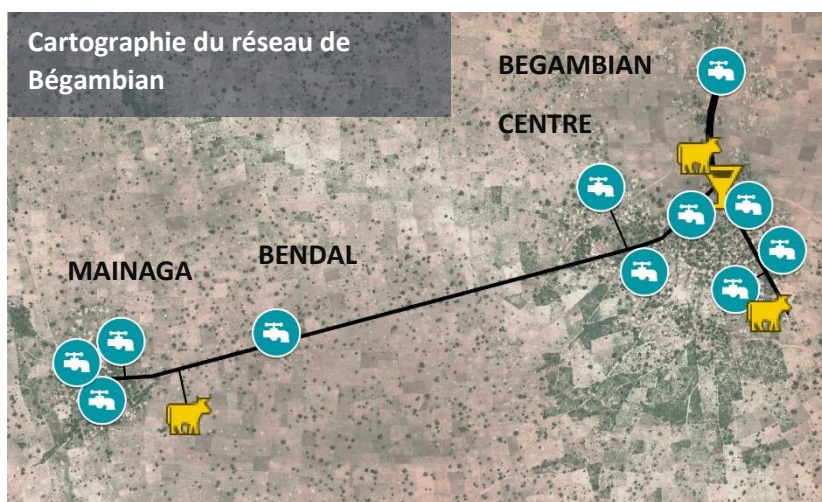 Cartographie du réseau de
Bégambian
BEGAMBIAN
CENTRE
BENDAL
MAINAGA